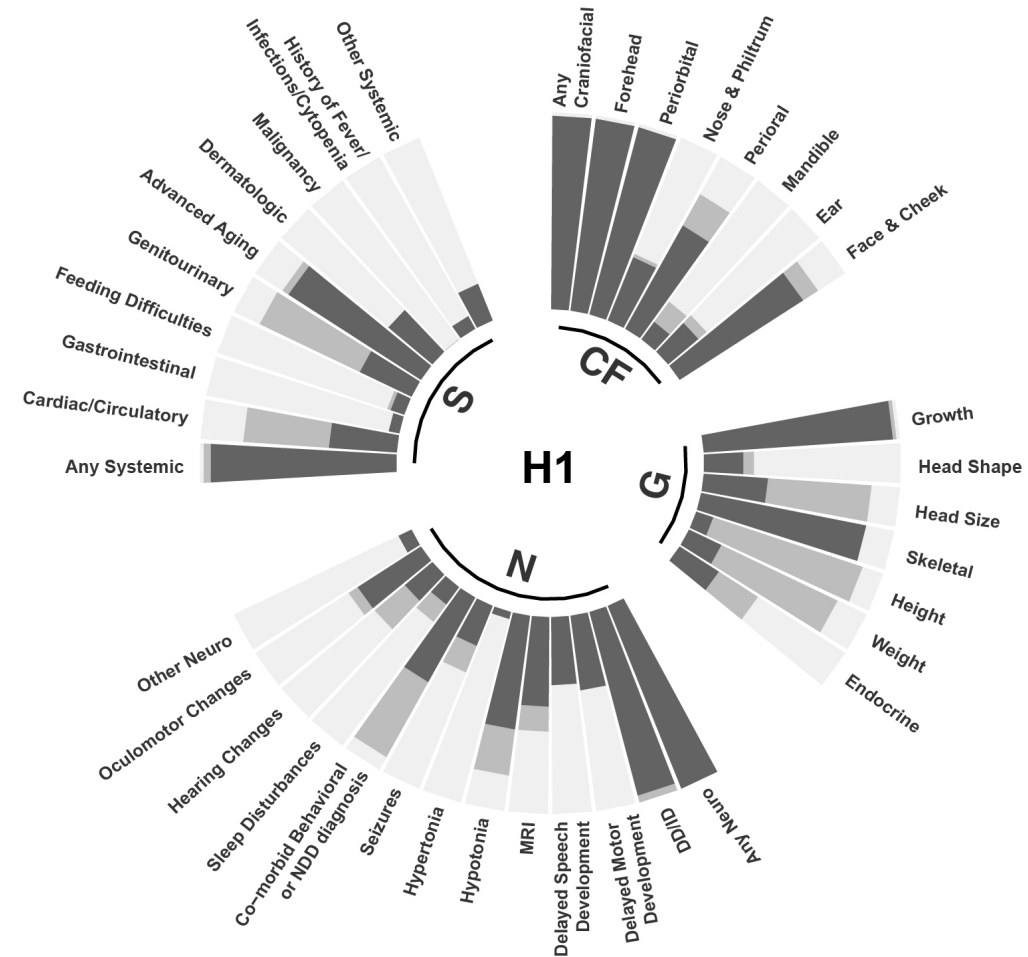 Any
Craniofacial
Forehead
Periorbital
Nose & Philtrum
Perioral
Mandible
Ear
Face & Cheek
CF
Growth
Head Shape
Head Size
Skeletal
Height
Weight
Endocrine
G
Any Neuro
DD/ID
Delayed Motor
Development
Delayed Speech
Development
MRI
Hypotonia
Hypertonia
Seizures
Co−morbid Behavioral
or NDD diagnosis
Sleep Disturbances
Hearing Changes
Oculomotor Changes
Other Neuro
N
Any Systemic
Cardiac/Circulatory
Gastrointestinal
Feeding Difficulties
Genitourinary
Advanced Aging
Dermatologic
Malignancy
History of Fever/
Infections/Cytopenia
Other Systemic
S
H1